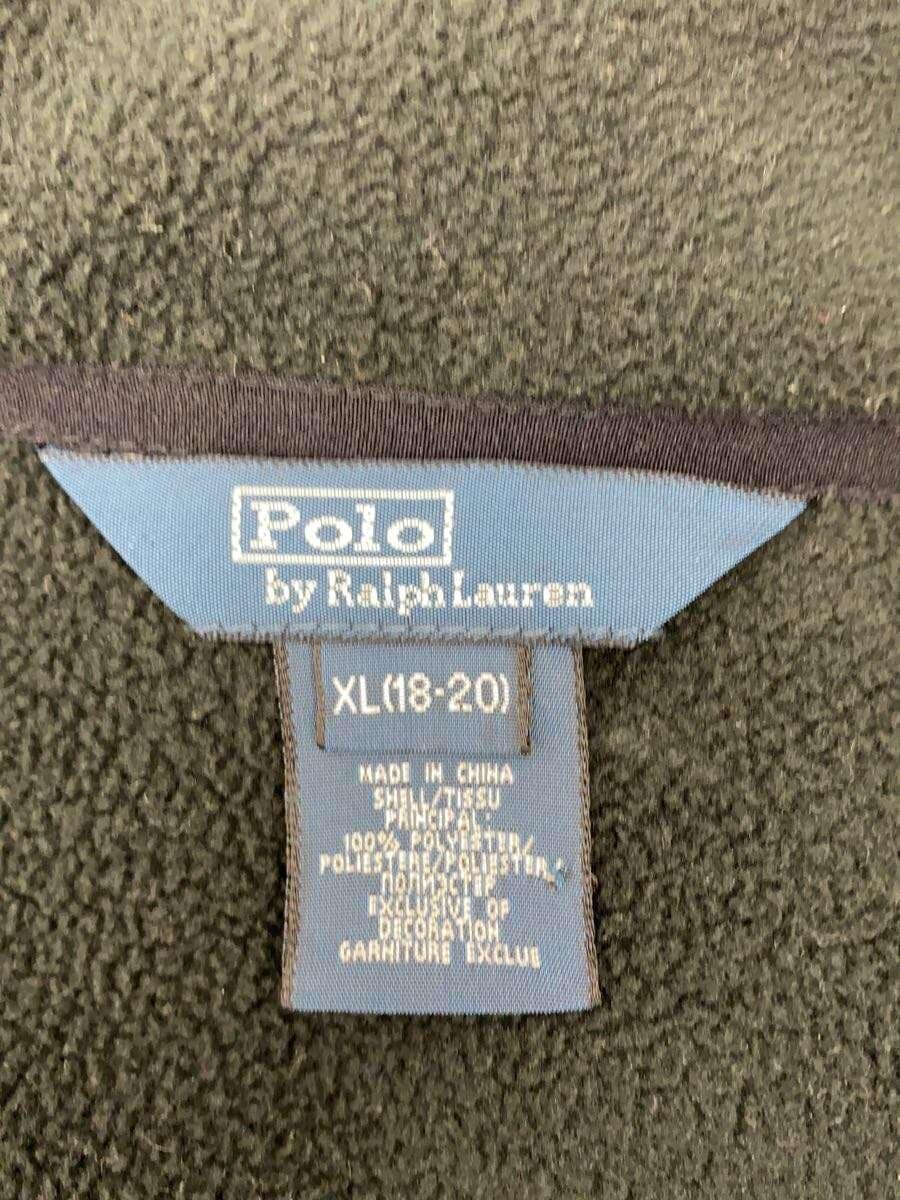 Polo
by Ralph Lauren
XL(18-20)
MADE IN CHINA
SHELL/TISSU
PRINCIPAL:
100% POLYESTER/
POLIESTERE/POLIESTER/
ПОЛИЭСТЕР
EXCLUSIVE OF
DECORATION
GARNITURE EXCLUE